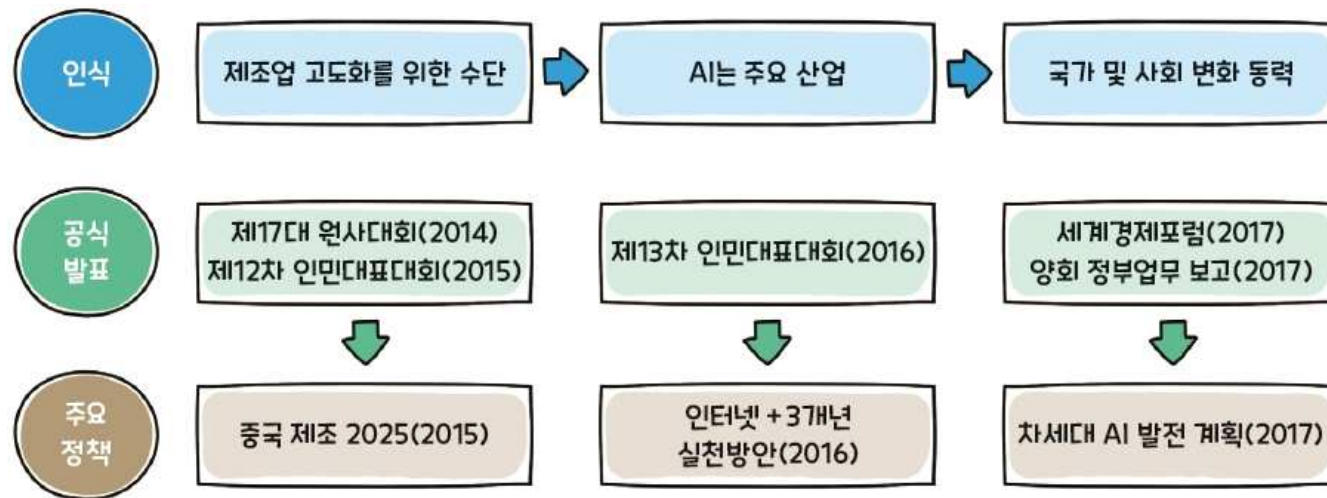 인식
제조업 고도화를 위한 수단
AI는 주요 산업
국가 및 사회 변화 동력
공식
발표
제17대 원사대회(2014)
제12차 인민대표대회(2015)
제13차 인민대표대회(2016)
세계경제포럼(2017)
양회 정부업무 보고(2017)
주요
정책
중국 제조 2025(2015)
인터넷 + 3개년
실천방안(2016)
차세대 AI 발전 계획(2017)